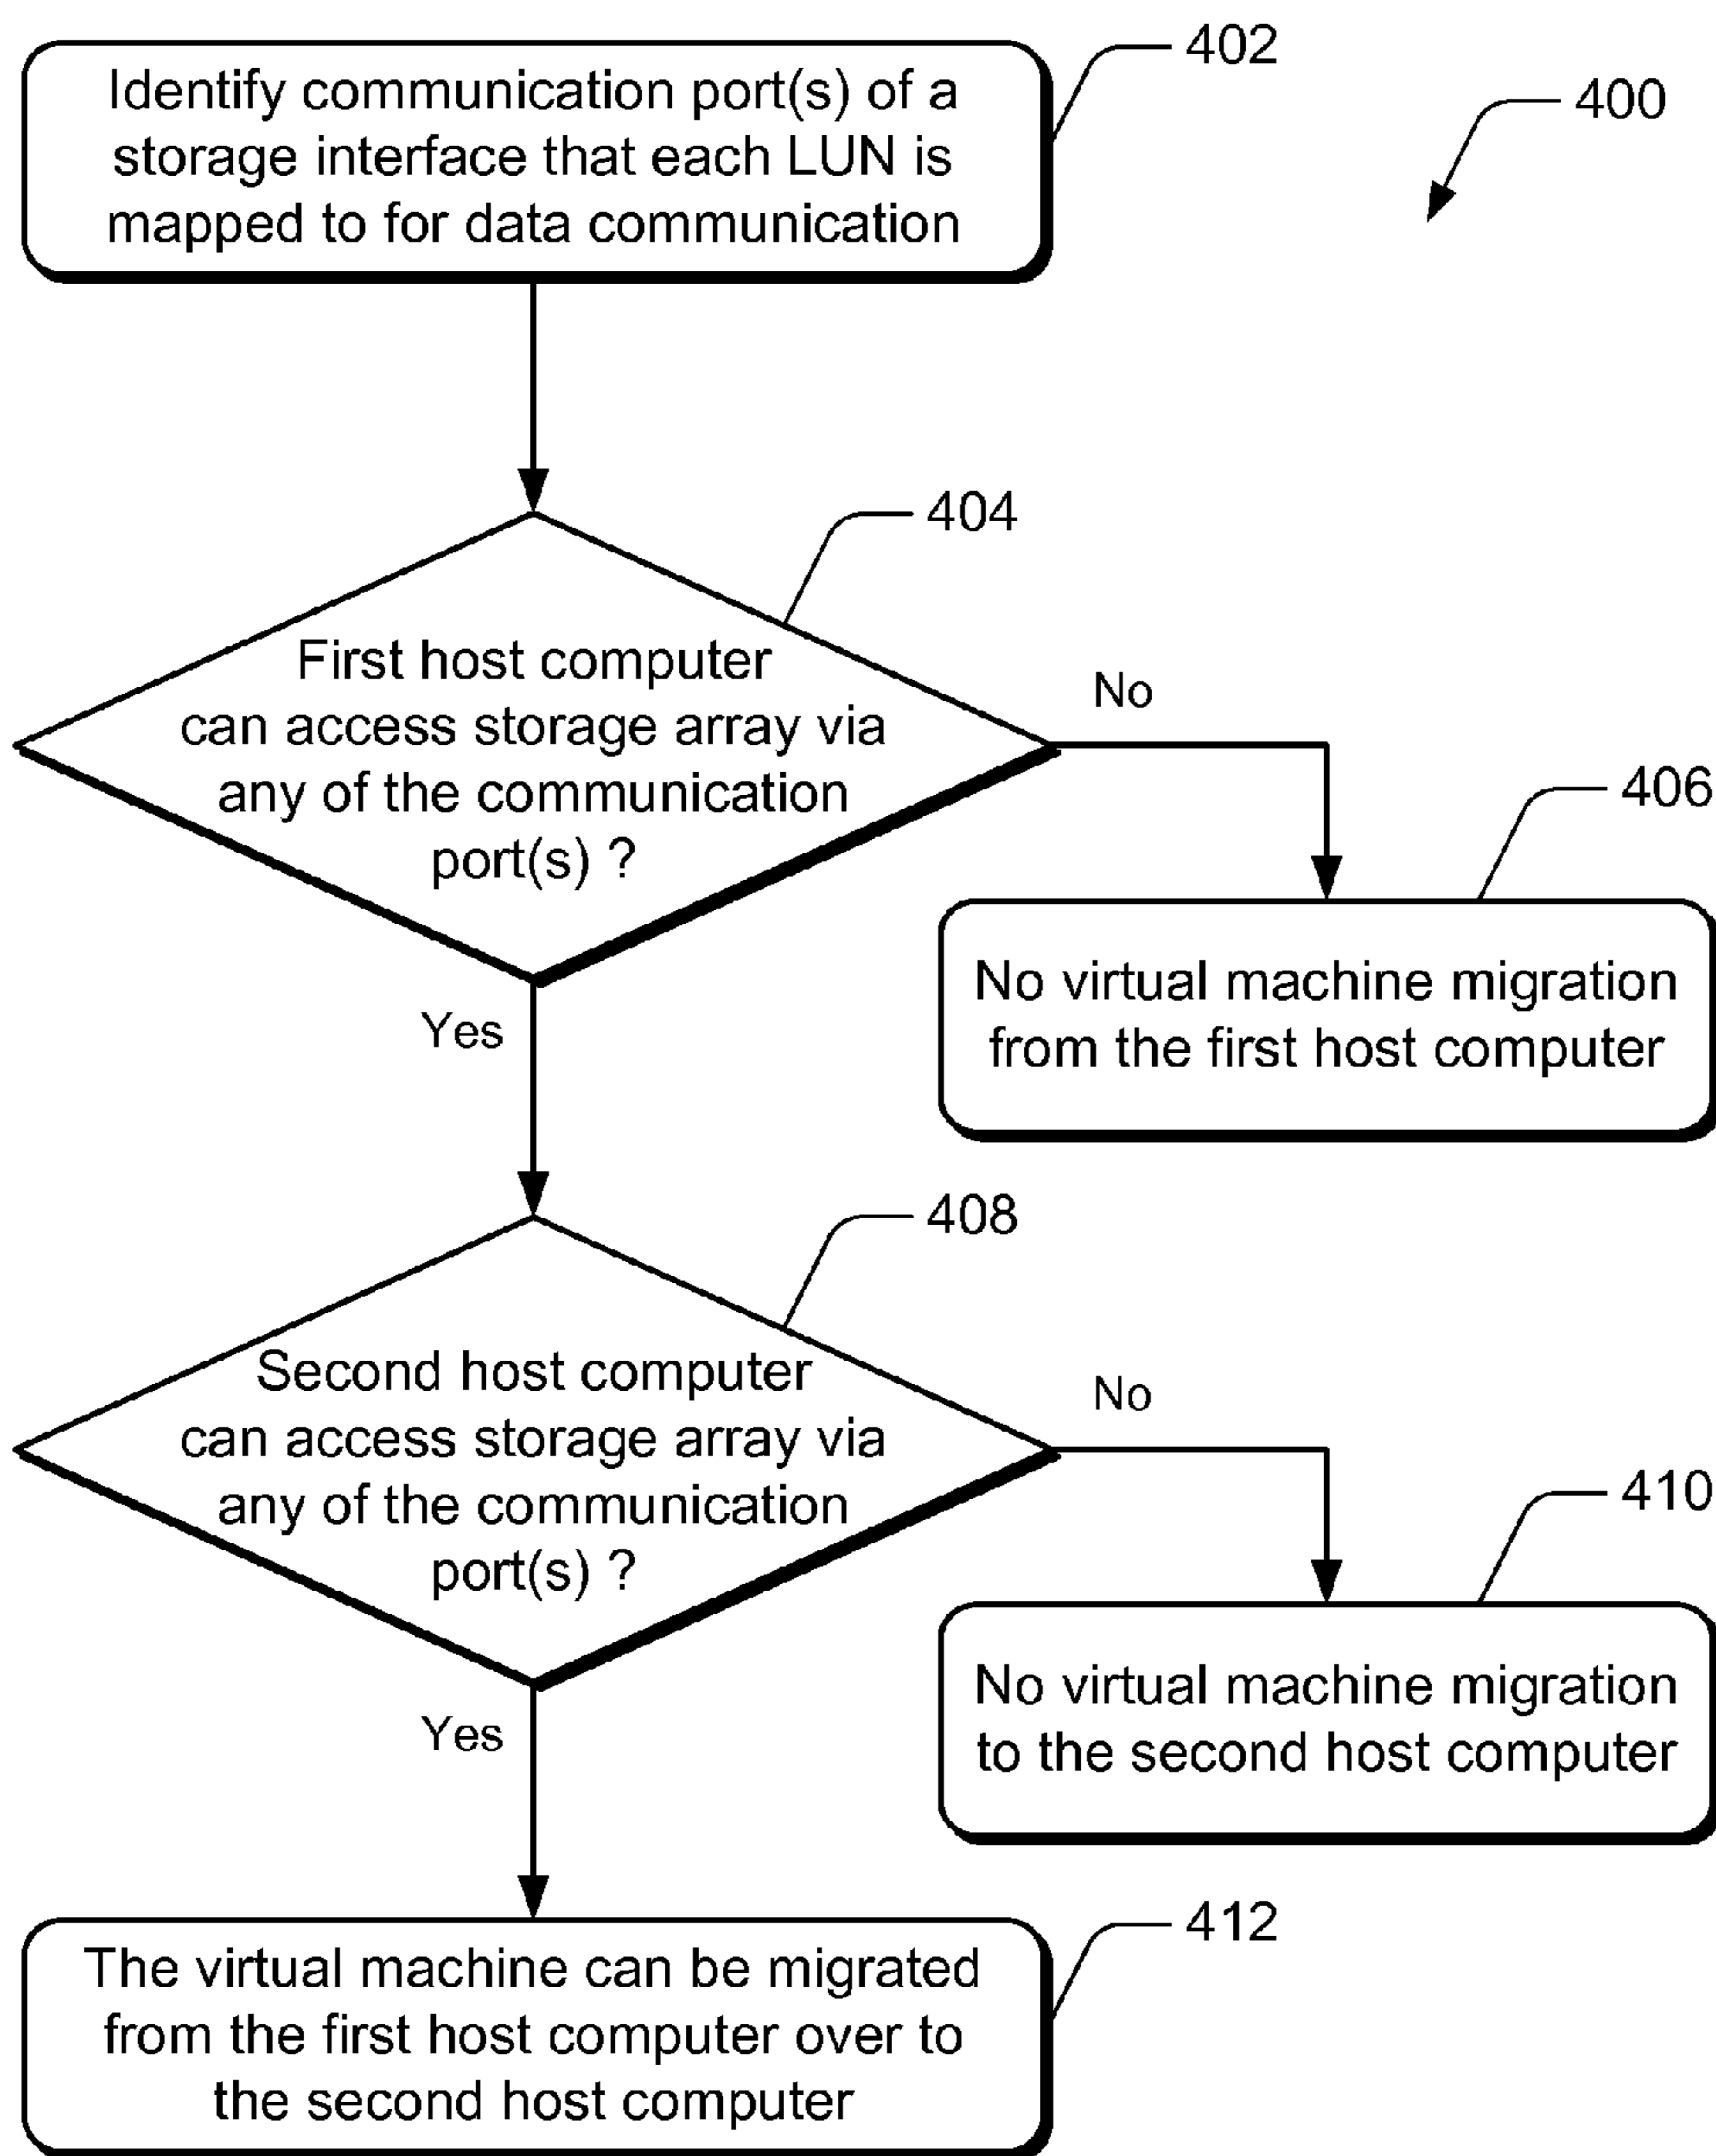 402
Identify communication port(s) of a
storage interface that each LUN is
mapped to for data communication
400
404
First host computer
can access storage array via
any of the communication
port(s) ?
No
406
No virtual machine migration
from the first host computer
Yes
408
Second host computer
can access storage array via
any of the communication
port(s) ?
No
410
No virtual machine migration
to the second host computer
Yes
412
The virtual machine can be migrated
from the first host computer over to
the second host computer